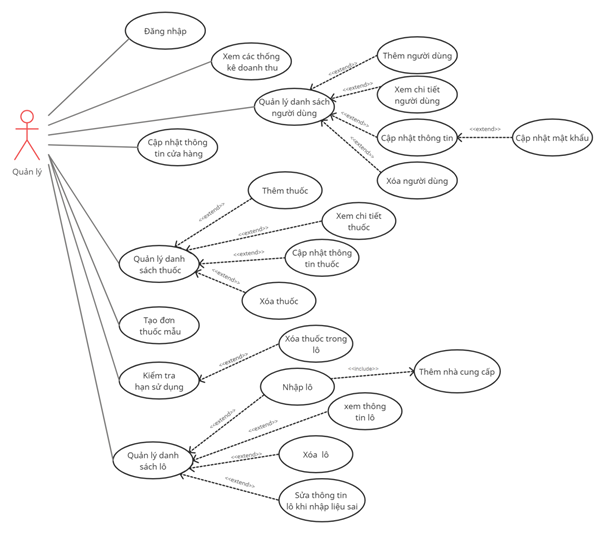 Đăng nhập
Xem các thống
kê doanh thu
Quản lý danh sách
người dùng
<<extend>>
Thêm người dùng
<<extend>>
Xem chi tiết
người dùng
<<extend>>
Cập nhật thông tin
<<extend>>
Cập nhật mật khẩu
<<extend>>
Xóa người dùng
Quản lý
Cập nhật thông
tin cửa hàng
Thêm thuốc
<<extend>>
Xem chi tiết
thuốc
<<extend>>
Quản lý danh
sách thuốc
<<extend>>
Cập nhật thông
tin thuốc
<<extend>>
Xóa thuốc
Tạo đơn
thuốc mẫu
Xóa thuốc trong
lô
<<extend>>
Kiểm tra
hạn sử dụng
Nhập lô
<<include>>
Thêm nhà cung cấp
<<extend>>
xem thông
tin lô
<<extend>>
Quản lý danh
sách lô
<<extend>>
Xóa lô
<<extend>>
Sửa thông tin
lô khi nhập liệu sai